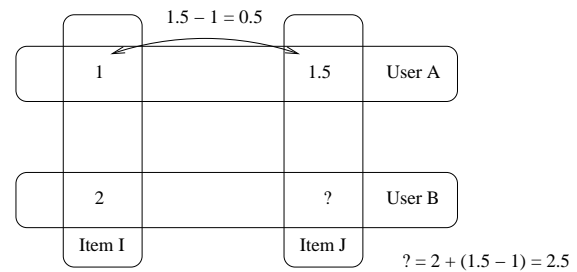 1.5 − 1 = 0.5
1 1.5 User A
2 ? User B
Item I Item J
? = 2 + (1.5 − 1) = 2.5